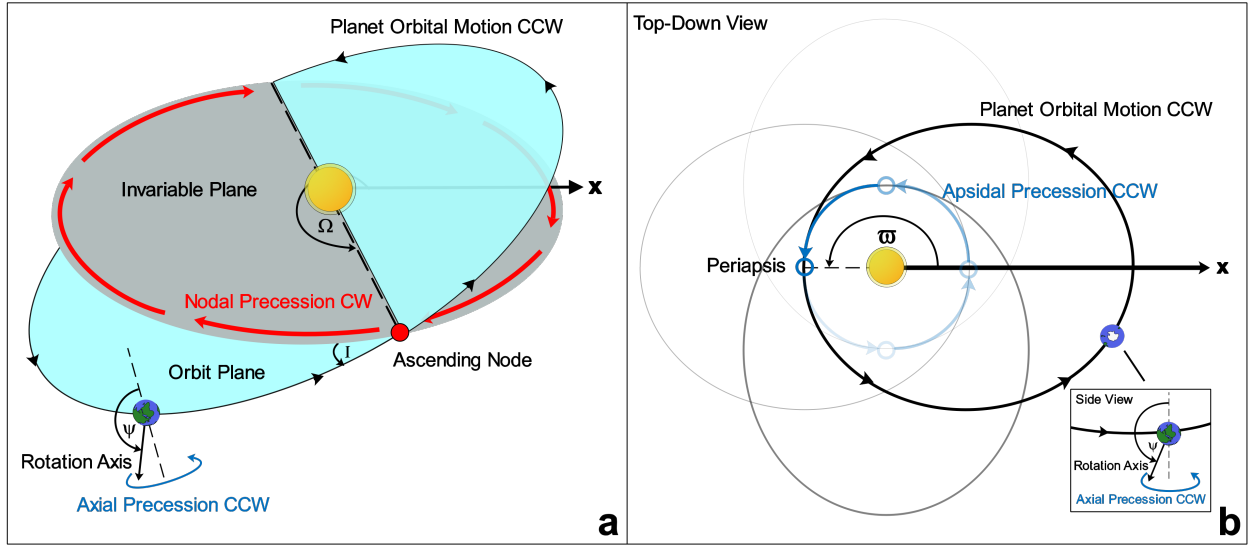 Planet Orbital Motion CCW
Invariable Plane
x
Ω
Nodal Precession CW
I
Ascending Node
Orbit Plane
ψ
Rotation Axis
Axial Precession CCW
a
Top-Down View
Planet Orbital Motion CCW
Apsidal Precession CCW
ϖ
Periapsis
x
Side View
ψ
Rotation Axis
Axial Precession CCW
b